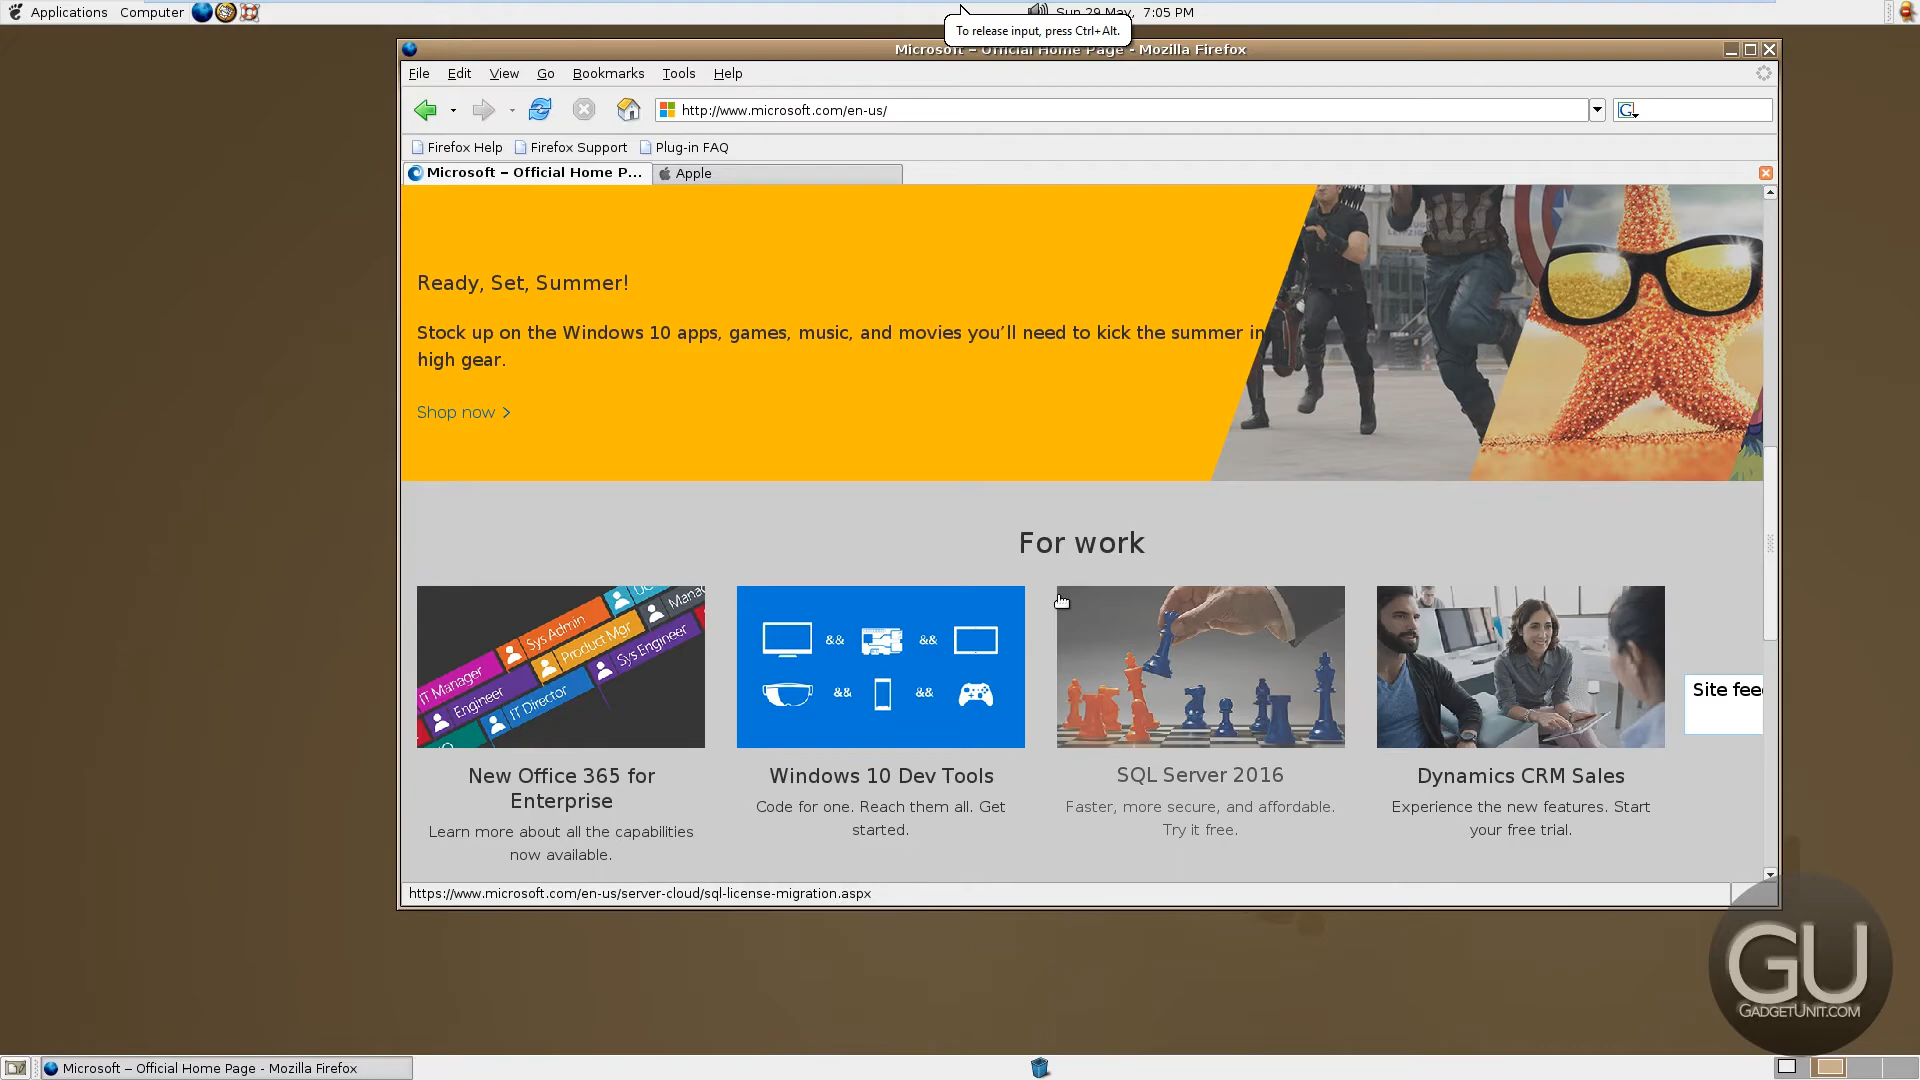 Applications Computer
Sun 29 May, 7:05 PM
To release input, press Ctrl+Alt.
Microsoft – Official Home Page - Mozilla Firefox
File Edit View Go Bookmarks Tools Help
http://www.microsoft.com/en-us/
G
Firefox Help Firefox Support Plug-in FAQ
Microsoft – Official Home P... Apple
Ready, Set, Summer!
Stock up on the Windows 10 apps, games, music, and movies you’ll need to kick the summer in
high gear.
Shop now
For work
Sys Admin
Manag
Product Mgr
Sys Engineer
IT Manager
Engineer
IT Director
&& &&
&& &&
Site fee
New Office 365 for
Enterprise
Learn more about all the capabilities
now available.
Windows 10 Dev Tools
Code for one. Reach them all. Get
started.
SQL Server 2016
Faster, more secure, and affordable.
Try it free.
Dynamics CRM Sales
Experience the new features. Start
your free trial.
https://www.microsoft.com/en-us/server-cloud/sql-license-migration.aspx
GU
GADGETUNIT.COM
Microsoft – Official Home Page - Mozilla Firefox